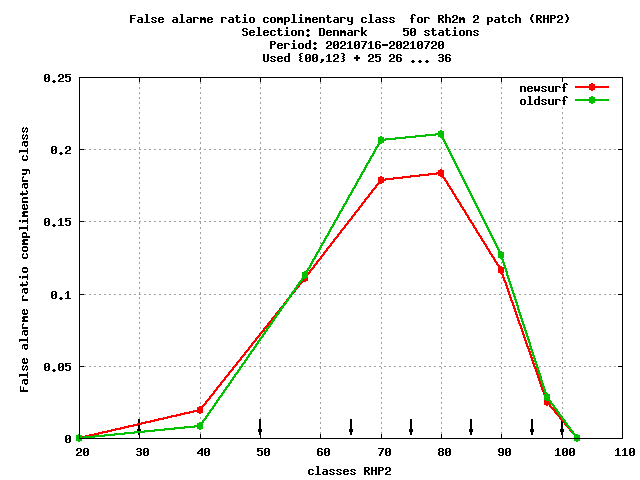 False alarme ratio complimentary class for Rh2m 2 patch (RHP2)
Selection: Denmark 50 stations
Period: 20210716-20210720
Used {00,12} + 25 26 ... 36
newsurf
oldsurf
False alarme ratio complimentary class
0.25
0.2
0.15
0.1
0.05
0
20 30 40 50 60 70 80 90 100 110
classes RHP2